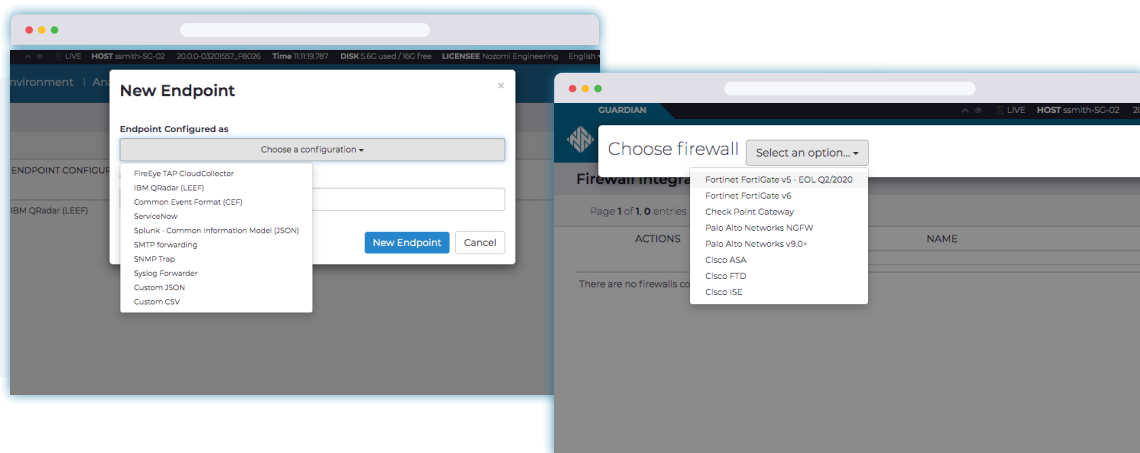 LIVE HOST ssmith-SG-02 20.0.0-03201557_FB026 Time 11:11:19.787 DISK 5.6G used / 16G free LICENSEE Nozomi Engineering English
nvironment | An
New Endpoint ×
Endpoint Configured as
Choose a configuration
ENDPOINT CONFIGUR
IBM QRadar (LEEF)
FireEye TAP CloudCollector
IBM QRadar (LEEF)
Common Event Format (CEF)
ServiceNow
Splunk - Common Information Model (JSON)
SMTP forwarding
SNMP Trap
Syslog Forwarder
Custom JSON
Custom CSV
New Endpoint Cancel
GUARDIAN LIVE HOST ssmith-SG-02 20
Choose firewall Select an option...
Firewall Integra
Page 1 of 1, 0 entries
ACTIONS NAME
There are no firewalls co
Fortinet FortiGate v5 - EOL Q2/2020
Fortinet FortiGate v6
Check Point Gateway
Palo Alto Networks NGFW
Palo Alto Networks v9.0+
Cisco ASA
Cisco FTD
Cisco ISE